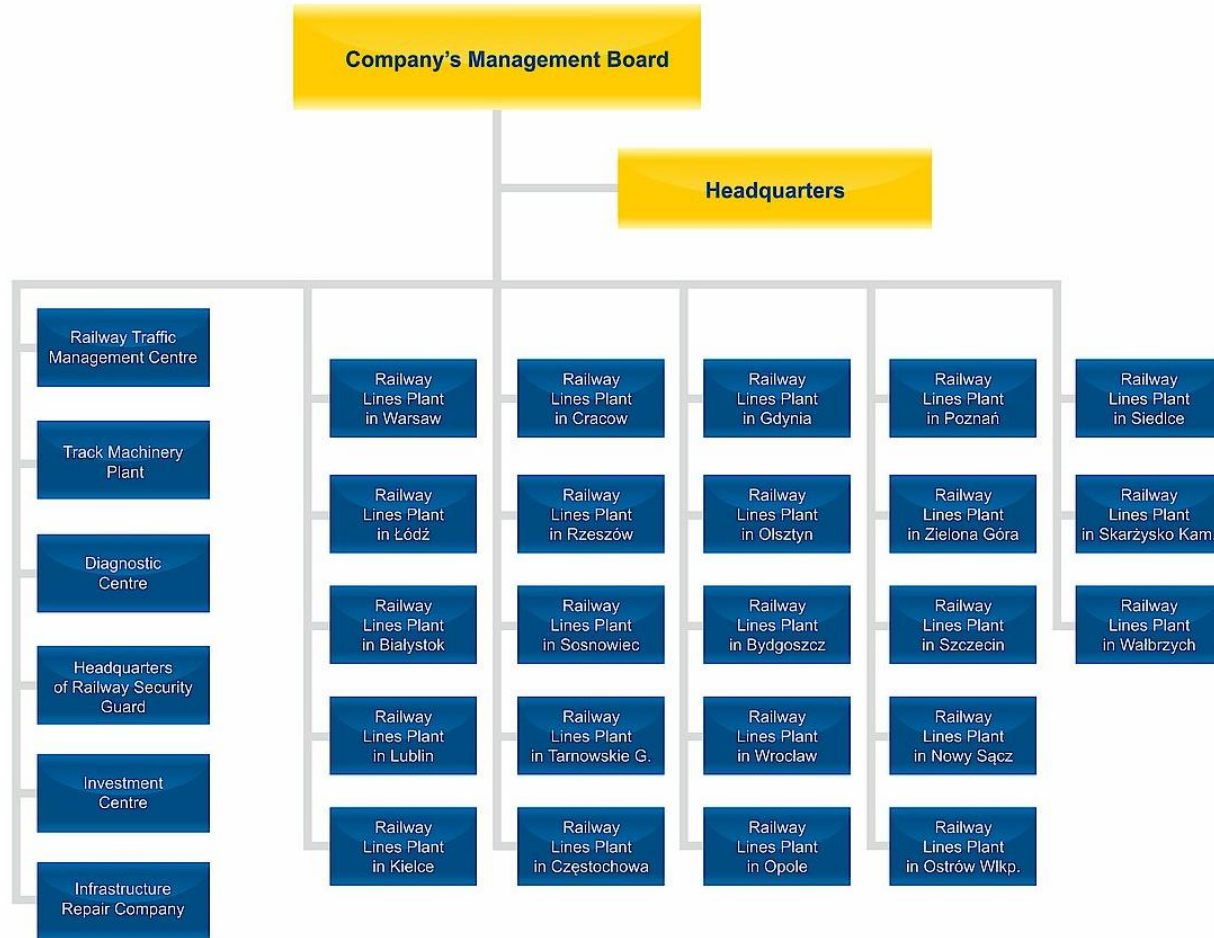 Company's Management Board
Headquarters
Railway Traffic
Management Centre
Track Machinery
Plant
Diagnostic
Centre
Headquarters
of Railway Security
Guard
Investment
Centre
Infrastructure
Repair Company
Railway
Lines Plant
in Warsaw
Railway
Lines Plant
in Łódź
Railway
Lines Plant
in Białystok
Railway
Lines Plant
in Lublin
Railway
Lines Plant
in Kielce
Railway
Lines Plant
in Cracow
Railway
Lines Plant
in Rzeszów
Railway
Lines Plant
in Sosnowiec
Railway
Lines Plant
in Tarnowskie G.
Railway
Lines Plant
in Częstochowa
Railway
Lines Plant
in Gdynia
Railway
Lines Plant
in Olsztyn
Railway
Lines Plant
in Bydgoszcz
Railway
Lines Plant
in Wrocław
Railway
Lines Plant
in Opole
Railway
Lines Plant
in Poznań
Railway
Lines Plant
in Zielona Góra
Railway
Lines Plant
in Szczecin
Railway
Lines Plant
in Nowy Sącz
Railway
Lines Plant
in Ostrów Wlkp.
Railway
Lines Plant
in Siedlce
Railway
Lines Plant
in Skarżysko Kam.
Railway
Lines Plant
in Wałbrzych